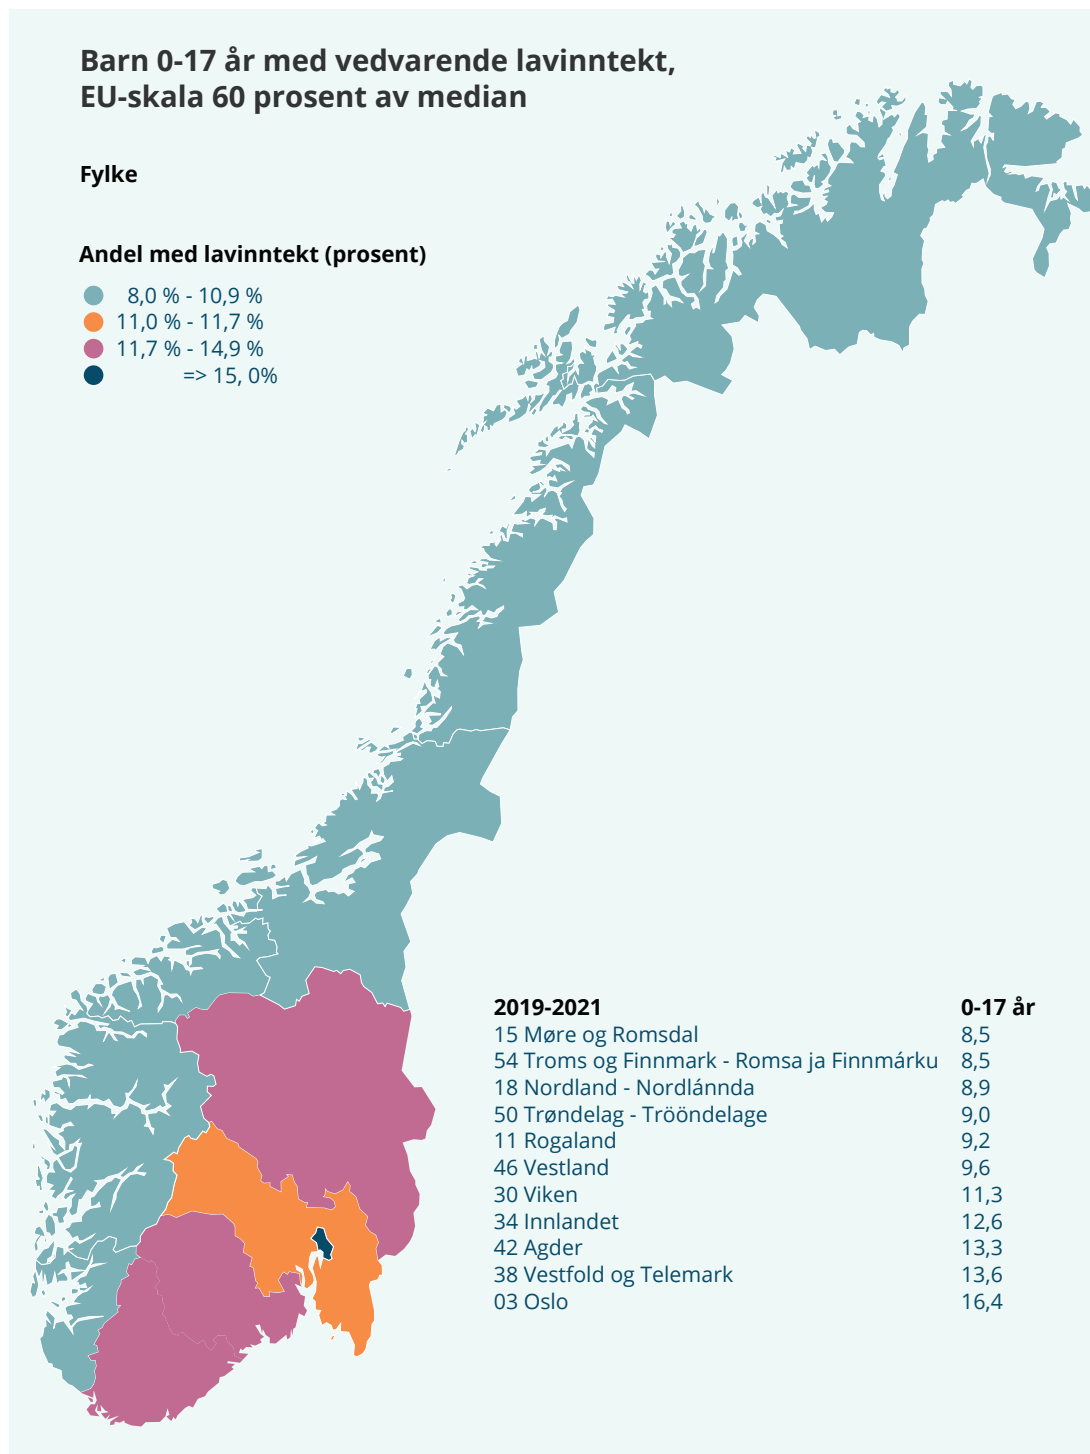 Barn 0-17 år med vedvarende lavinntekt,
EU-skala 60 prosent av median
Fylke
Andel med lavinntekt (prosent)
8,0 % - 10,9 %
11,0 % - 11,7 %
11,7 % - 14,9 %
=> 15, 0%
2019-2021 0-17 år
15 Møre og Romsdal 8,5
54 Troms og Finnmark - Romsa ja Finnmárku 8,5
18 Nordland - Nordlánnda 8,9
50 Trøndelag - Trööndelage 9,0
11 Rogaland 9,2
46 Vestland 9,6
30 Viken 11,3
34 Innlandet 12,6
42 Agder 13,3
38 Vestfold og Telemark 13,6
03 Oslo 16,4